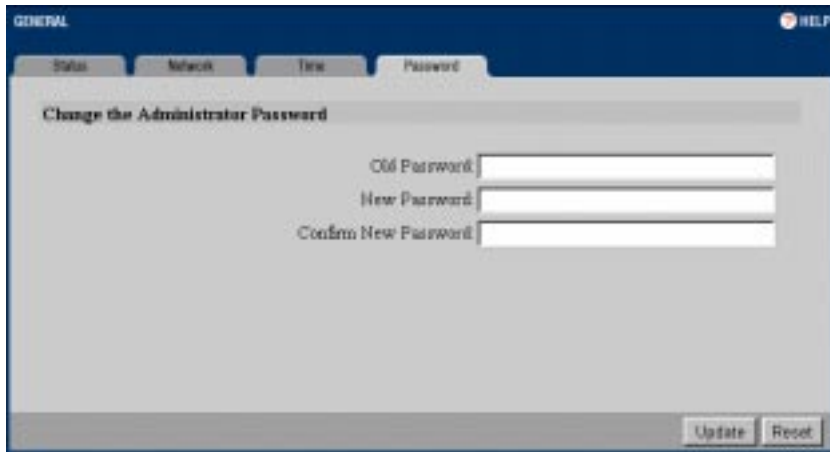 GENERAL
HELP
Status Network Time Password
Change the Administrator Password
Old Password
New Password
Confirm New Password
Update Reset